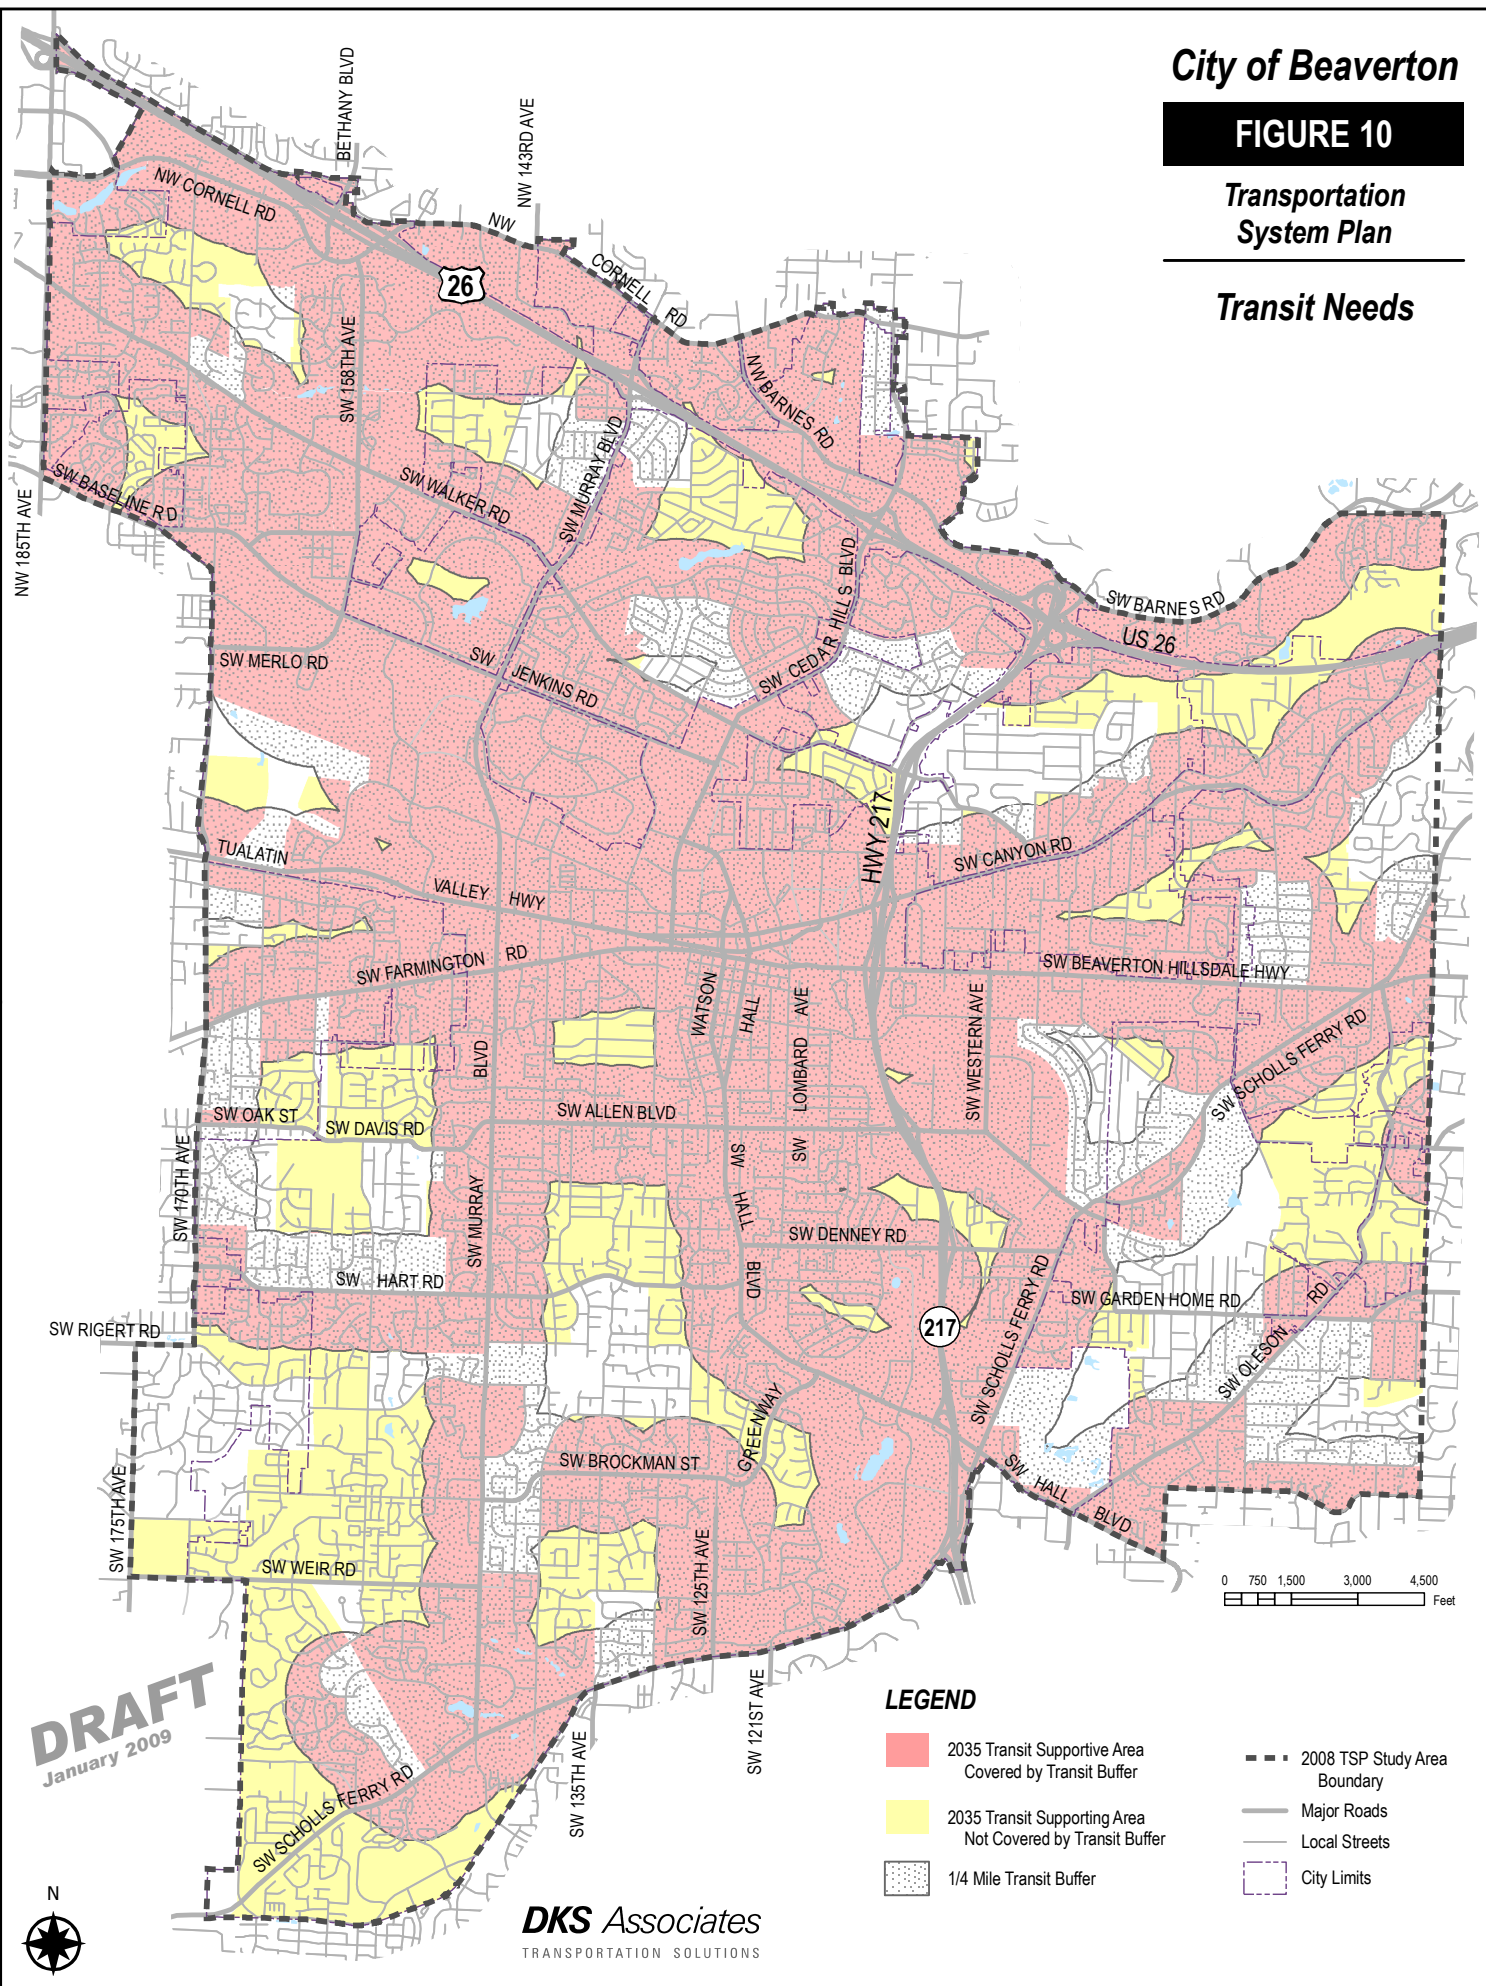 City of Beaverton
FIGURE 10
Transportation
System Plan
Transit Needs
BETHANY BLVD
NW 143RD AVE
NW CORNELL RD
NW
CORNELL
RD
26
SW 158TH AVE
NW BARNES RD
SW MURRAY BLVD
SW WALKER RD
SW BASELINE RD
NW 185TH AVE
SW CEDAR HILLS BLVD
SW BARNES RD
US 26
SW MERLO RD
SW
JENKINS RD
HWY 217
SW CANYON RD
TUALATIN
VALLEY
HWY
SW FARMINGTON
RD
SW BEAVERTON HILLSDALE HWY
WATSON
HALL
LOMBARD
AVE
SW WESTERN AVE
BLVD
SW SCHOLLS FERRY RD
SW OAK ST
SW DAVIS RD
SW ALLEN BLVD
SW
SW
HALL
SW 170TH AVE
SW MURRAY
SW DENNEY RD
BLVD
SW
HART RD
SW SCHOLLS FERRY RD
SW GARDEN HOME RD
RD
SW OLESON
217
SW RIGERT RD
GREENWAY
SW BROCKMAN ST
SW
HALL
BLVD
SW 175TH AVE
SW WEIR RD
SW 125TH AVE
0 750 1,500 3,000 4,500
Feet
SW 121ST AVE
SW 135TH AVE
SW SCHOLLS FERRY RD
DRAFT
January 2009
LEGEND
2035 Transit Supportive Area
Covered by Transit Buffer
2035 Transit Supporting Area
Not Covered by Transit Buffer
1/4 Mile Transit Buffer
2008 TSP Study Area
Boundary
Major Roads
Local Streets
City Limits
N
DKS Associates
TRANSPORTATION SOLUTIONS